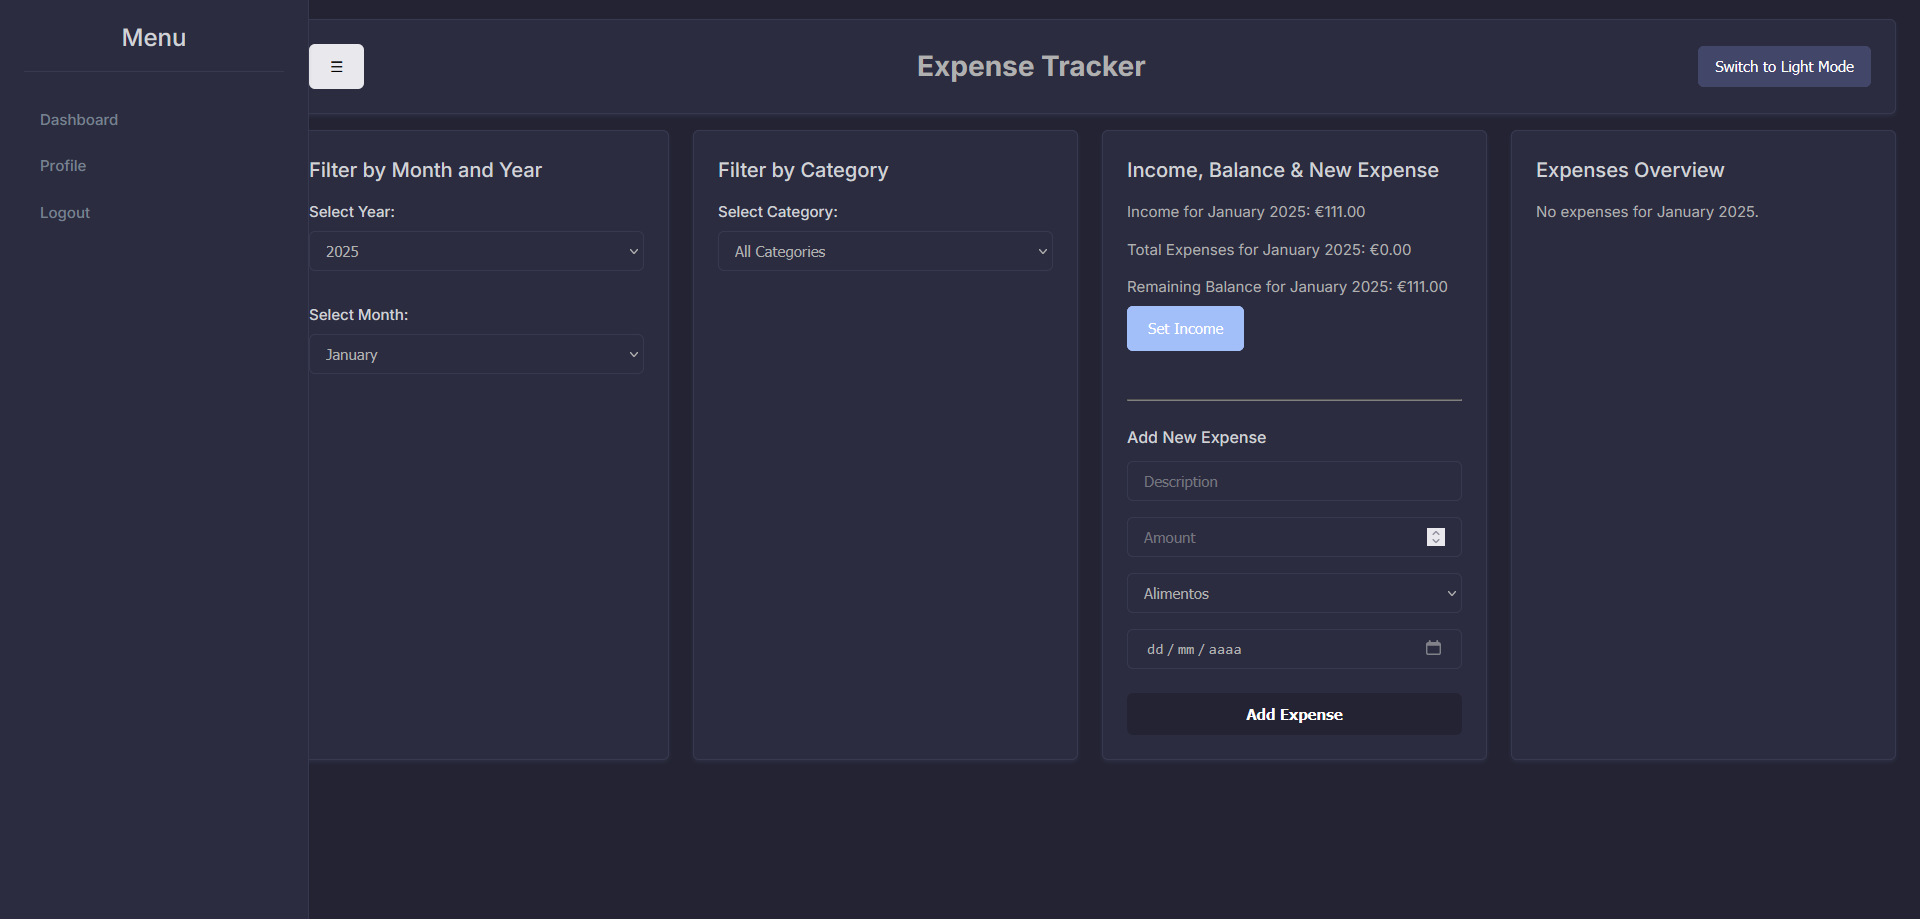 Menu
Dashboard
Profile
Logout
☰
Expense Tracker
Switch to Light Mode
Filter by Month and Year
Select Year:
2025
Select Month:
January
Filter by Category
Select Category:
All Categories
Income, Balance & New Expense
Income for January 2025: €111.00
Total Expenses for January 2025: €0.00
Remaining Balance for January 2025: €111.00
Set Income
Add New Expense
Description
Amount
Alimentos
dd/mm/aaaa
Add Expense
Expenses Overview
No expenses for January 2025.